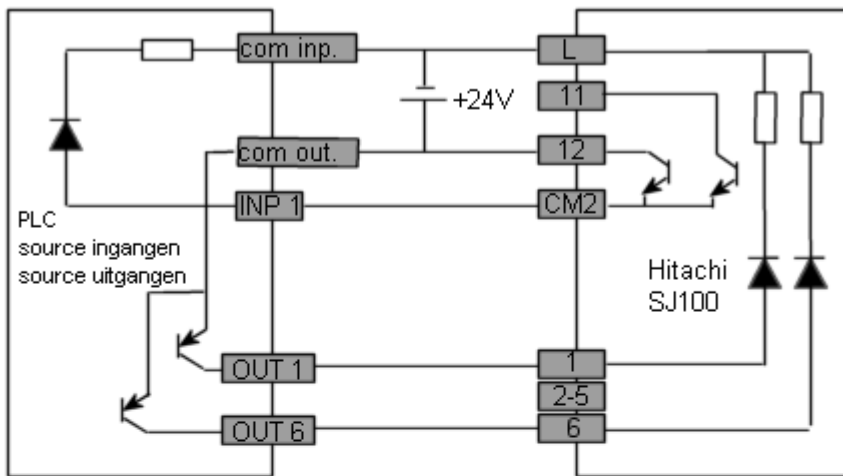 com inp.
L
11
+24V
com out.
12
INP 1
CM2
PLC
source ingangen
source uitgangen
Hitachi
SJ100
OUT 1
1
2-5
OUT 6
6